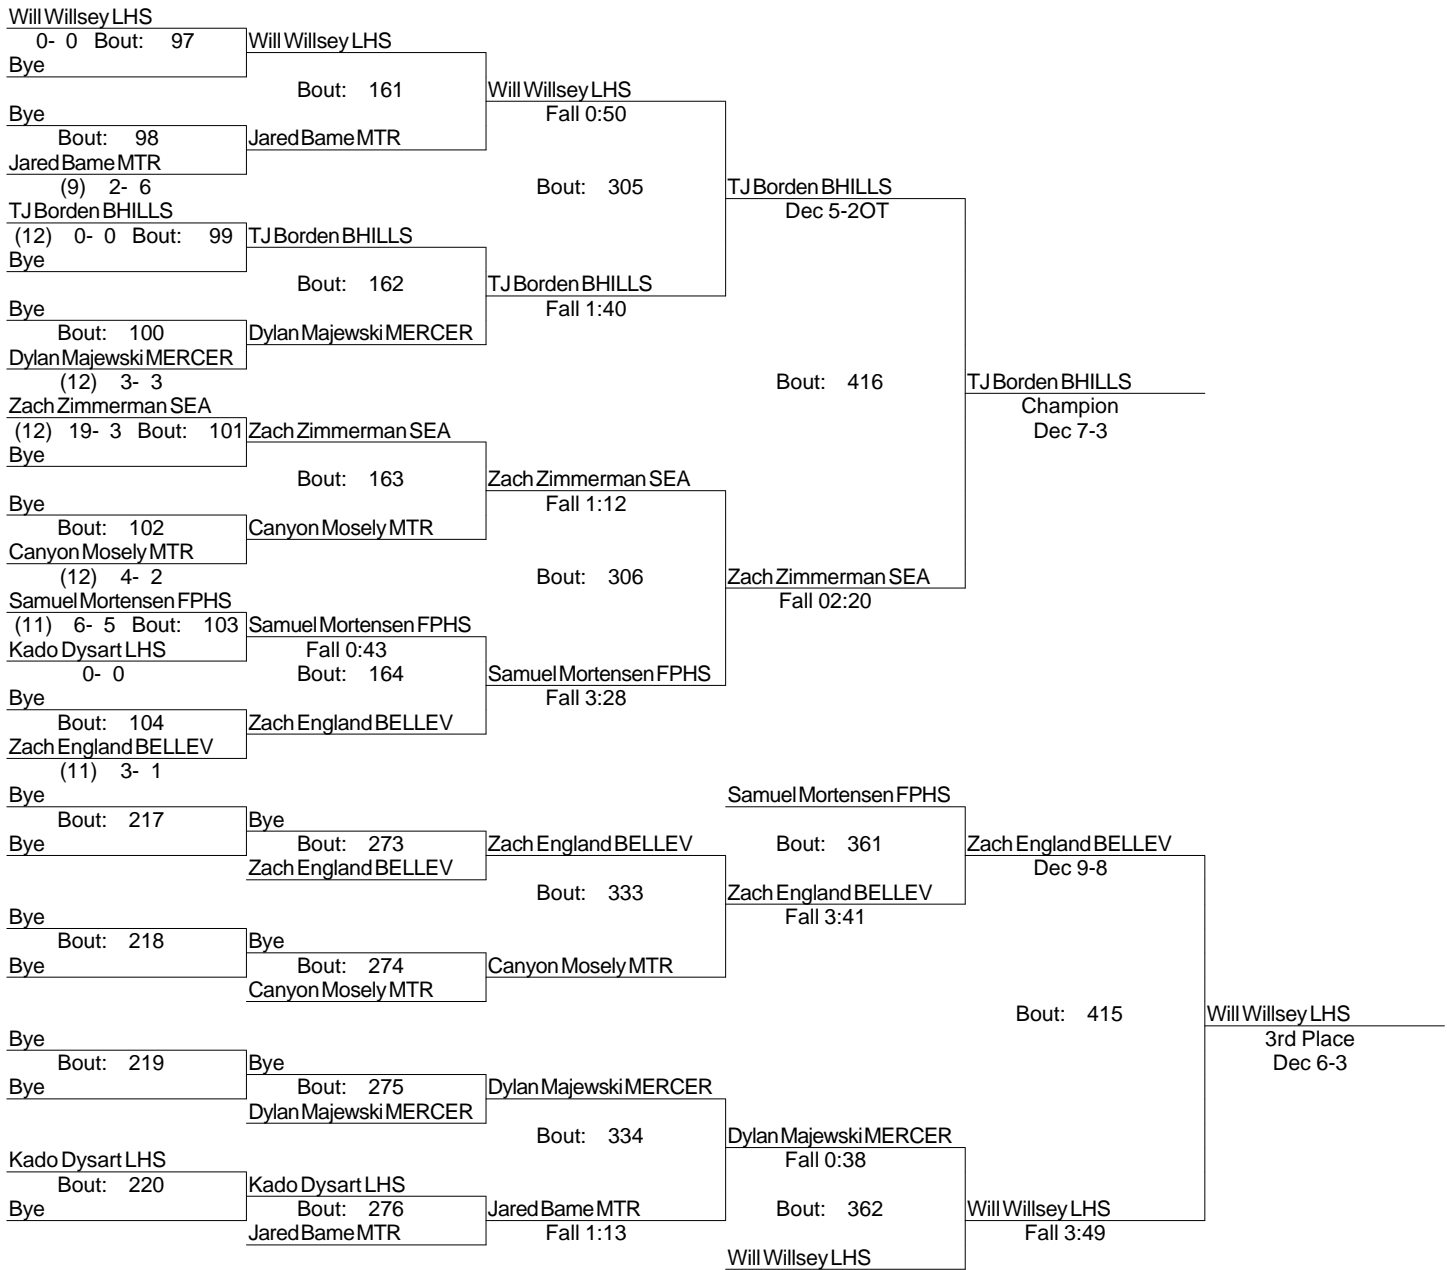 Will Willsey LHS
0- 0 Bout: 97
Will Willsey LHS
Bye
Bout: 161
Will Willsey LHS
Bye
Fall 0:50
Bout: 98
Jared Bame MTR
Jared Bame MTR
(9) 2- 6
Bout: 305
TJ Borden BHILLS
TJ Borden BHILLS
Dec 5-2OT
(12) 0- 0 Bout: 99
TJ Borden BHILLS
Bye
Bout: 162
TJ Borden BHILLS
Bye
Fall 1:40
Bout: 100
Dylan Majewski MERCER
Dylan Majewski MERCER
(12) 3- 3
Bout: 416
TJ Borden BHILLS
Zach Zimmerman SEA
Champion
(12) 19- 3 Bout: 101
Zach Zimmerman SEA
Dec 7-3
Bye
Bout: 163
Zach Zimmerman SEA
Bye
Fall 1:12
Bout: 102
Canyon Mosely MTR
Canyon Mosely MTR
(12) 4- 2
Bout: 306
Zach Zimmerman SEA
Samuel Mortensen FPHS
Fall 02:20
(11) 6- 5 Bout: 103
Samuel Mortensen FPHS
Kado Dysart LHS
Fall 0:43
0- 0
Bout: 164
Samuel Mortensen FPHS
Bye
Fall 3:28
Bout: 104
Zach England BELLEV
Zach England BELLEV
(11) 3- 1
Bye
Samuel Mortensen FPHS
Bout: 217
Bye
Bye
Bout: 273
Zach England BELLEV
Bout: 361
Zach England BELLEV
Zach England BELLEV
Dec 9-8
Bout: 333
Zach England BELLEV
Bye
Fall 3:41
Bout: 218
Bye
Bye
Bout: 274
Canyon Mosely MTR
Canyon Mosely MTR
Bout: 415
Will Willsey LHS
Bye
3rd Place
Bout: 219
Bye
Dec 6-3
Bye
Bout: 275
Dylan Majewski MERCER
Dylan Majewski MERCER
Bout: 334
Dylan Majewski MERCER
Kado Dysart LHS
Fall 0:38
Bout: 220
Kado Dysart LHS
Bye
Bout: 276
Jared Bame MTR
Bout: 362
Will Willsey LHS
Jared Bame MTR
Fall 1:13
Fall 3:49
Will Willsey LHS